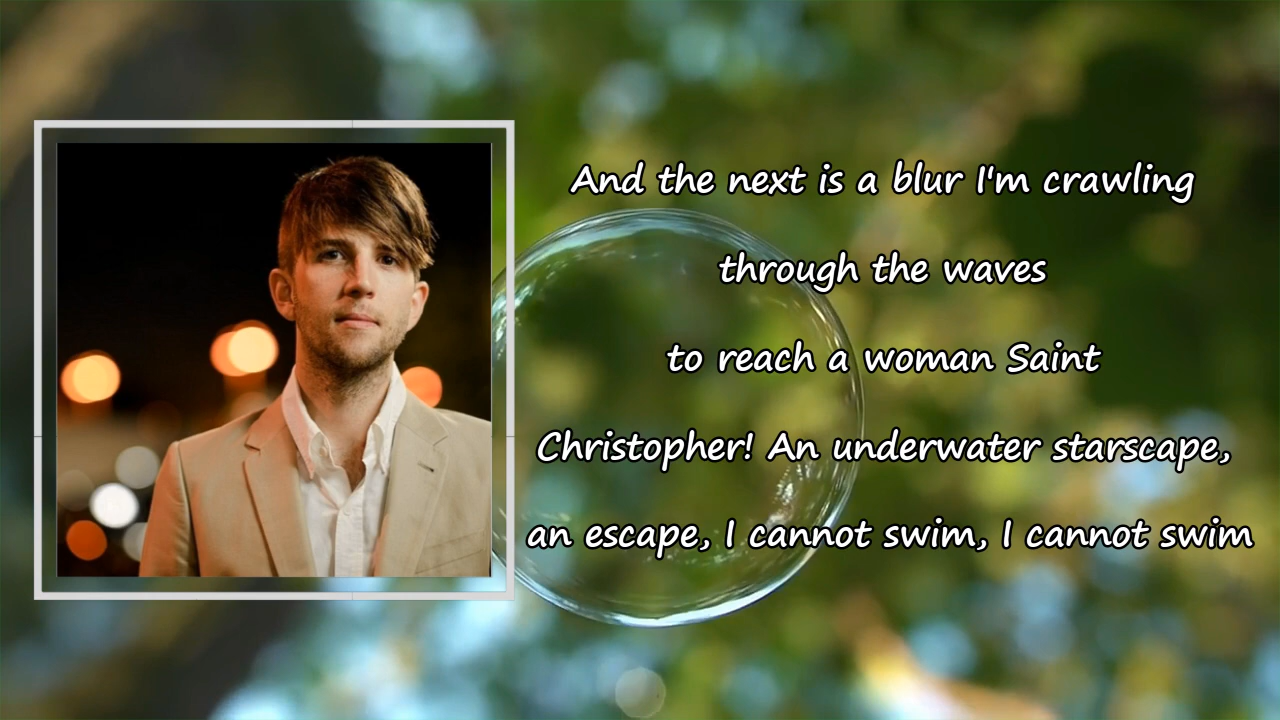 And the next is a blur I'm crawling
through the waves
to reach a woman Saint
Christopher! An underwater starscape,
an escape, I cannot swim, I cannot swim